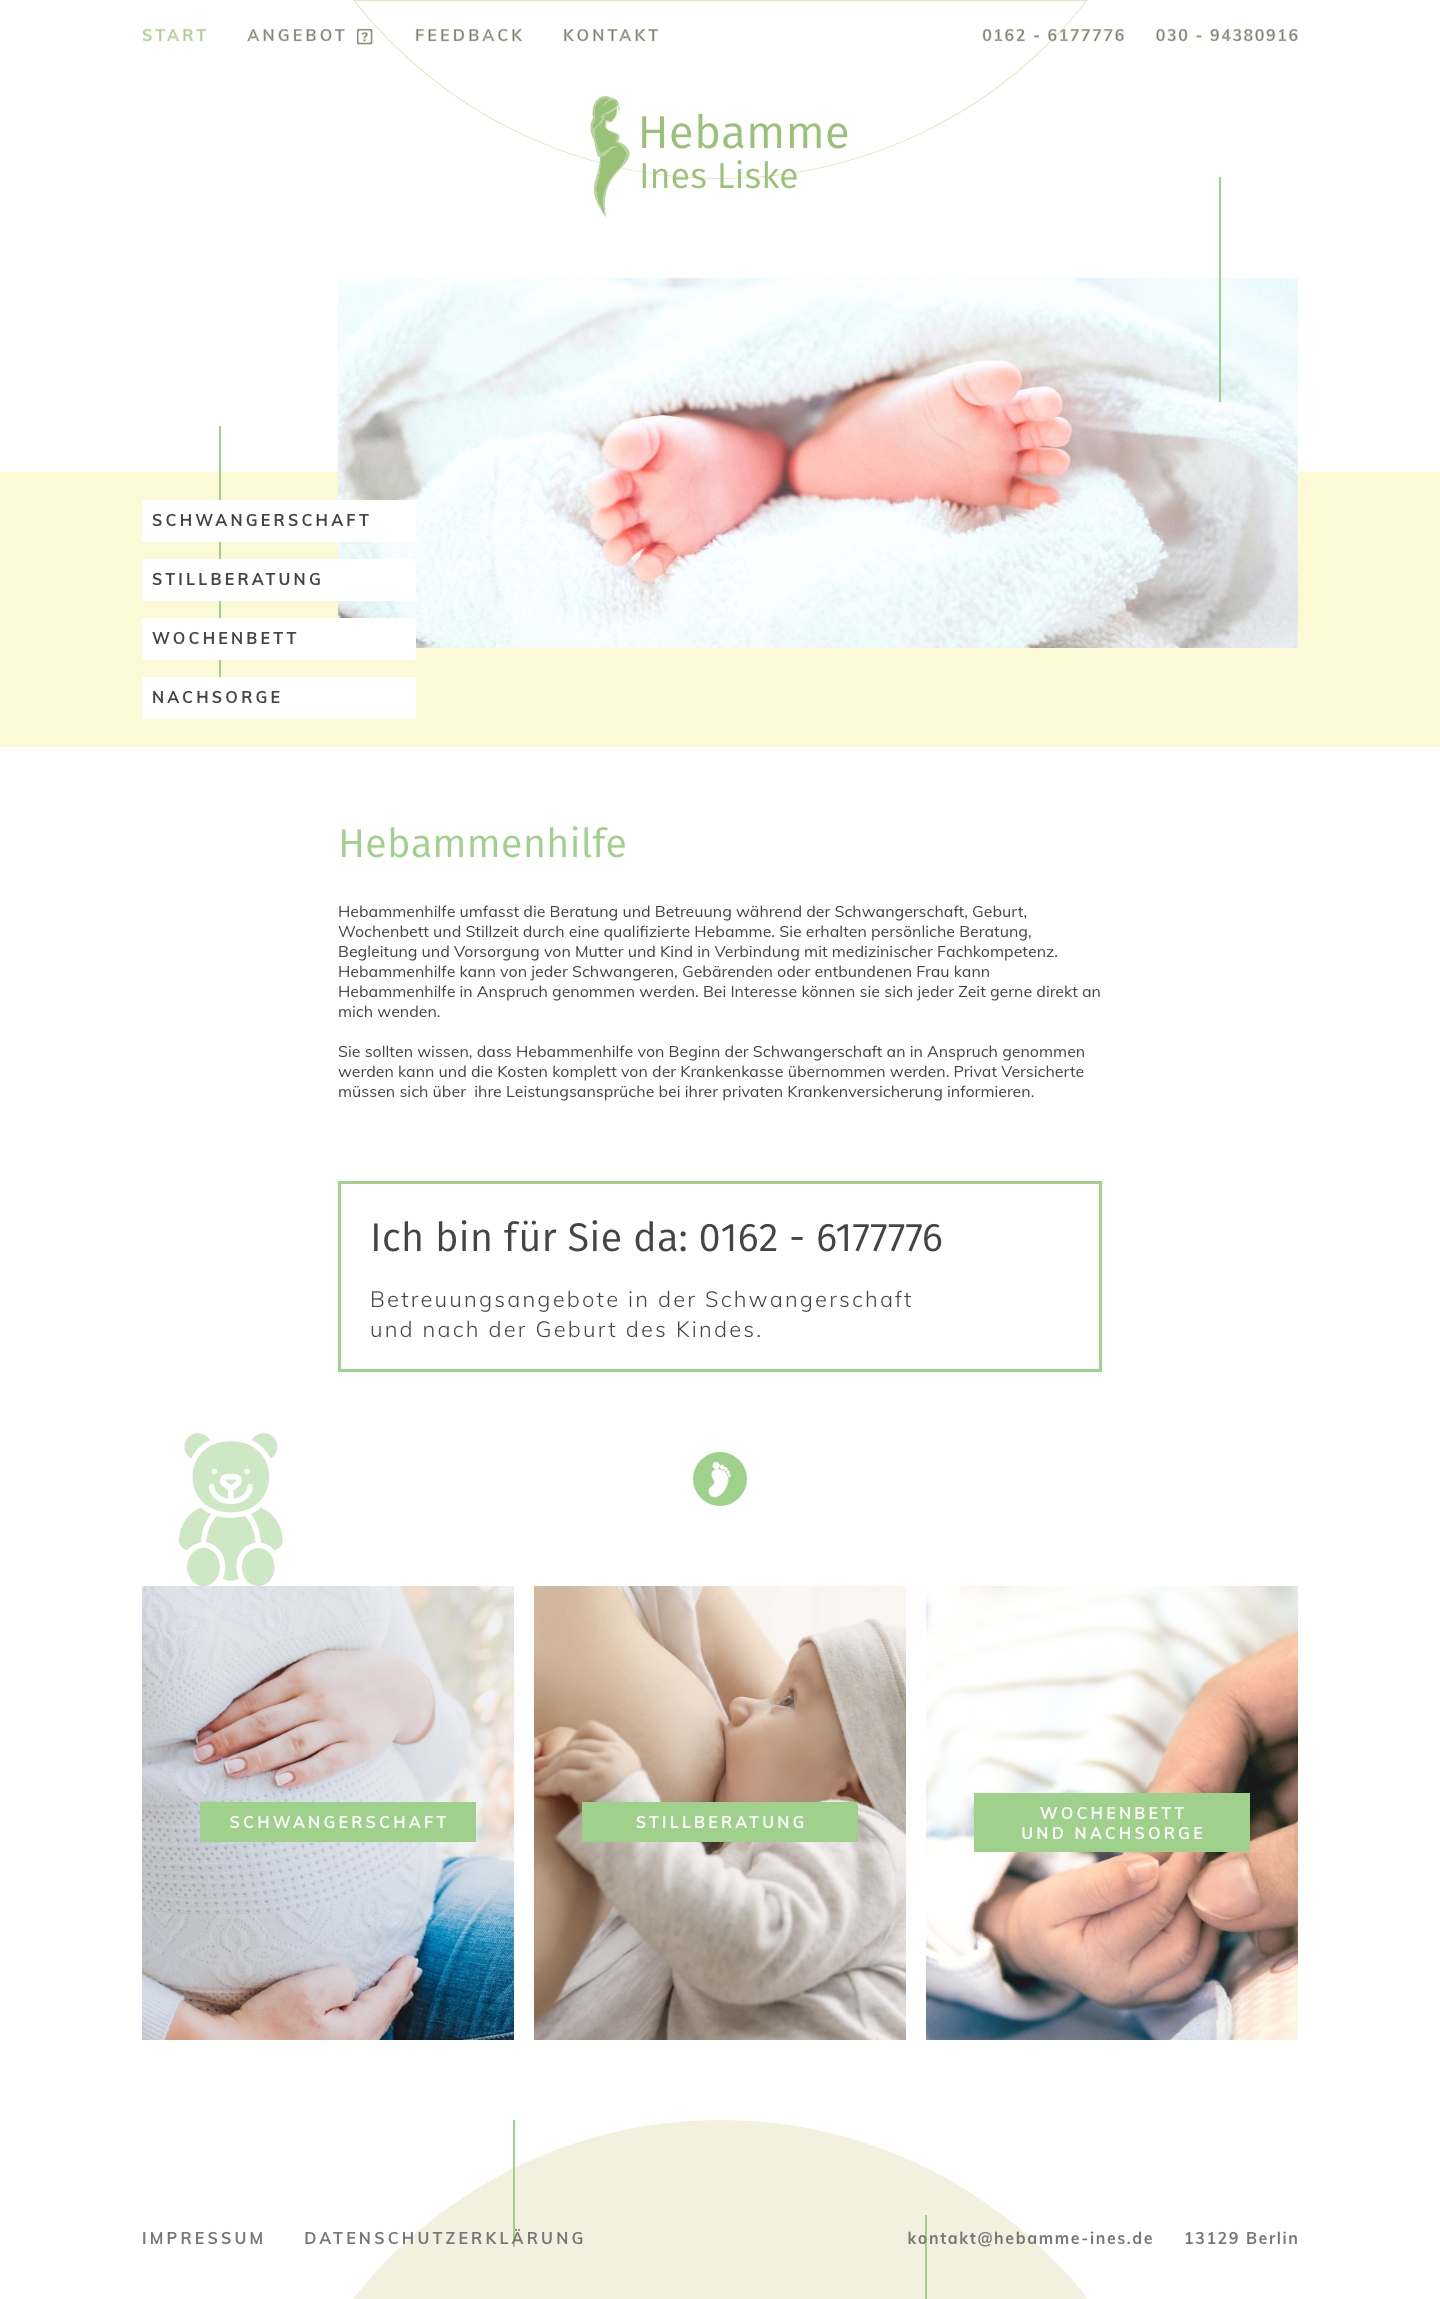 START ANGEBOT FEEDBACK KONTAKT 0162 - 6177776 030 - 94380916
Hebamme
Ines Liske
SCHWANGERSCHAFT
STILLBERATUNG
WOCHENBETT
NACHSORGE
Hebammenhilfe
Hebammenhilfe umfasst die Beratung und Betreuung während der Schwangerschaft, Geburt,
Wochenbett und Stillzeit durch eine qualifizierte Hebamme. Sie erhalten persönliche Beratung,
Begleitung und Vorsorgung von Mutter und Kind in Verbindung mit medizinischer Fachkompetenz.
Hebammenhilfe kann von jeder Schwangeren, Gebärenden oder entbundenen Frau kann
Hebammenhilfe in Anspruch genommen werden. Bei Interesse können sie sich jeder Zeit gerne direkt an
mich wenden.
Sie sollten wissen, dass Hebammenhilfe von Beginn der Schwangerschaft an in Anspruch genommen
werden kann und die Kosten komplett von der Krankenkasse übernommen werden. Privat Versicherte
müssen sich über  ihre Leistungsansprüche bei ihrer privaten Krankenversicherung informieren.
Ich bin für Sie da: 0162 - 6177776
Betreuungsangebote in der Schwangerschaft
und nach der Geburt des Kindes.
SCHWANGERSCHAFT
STILLBERATUNG
WOCHENBETT
UND NACHSORGE
IMPRESSUM DATENSCHUTZERKLÄRUNG kontakt@hebamme-ines.de 13129 Berlin